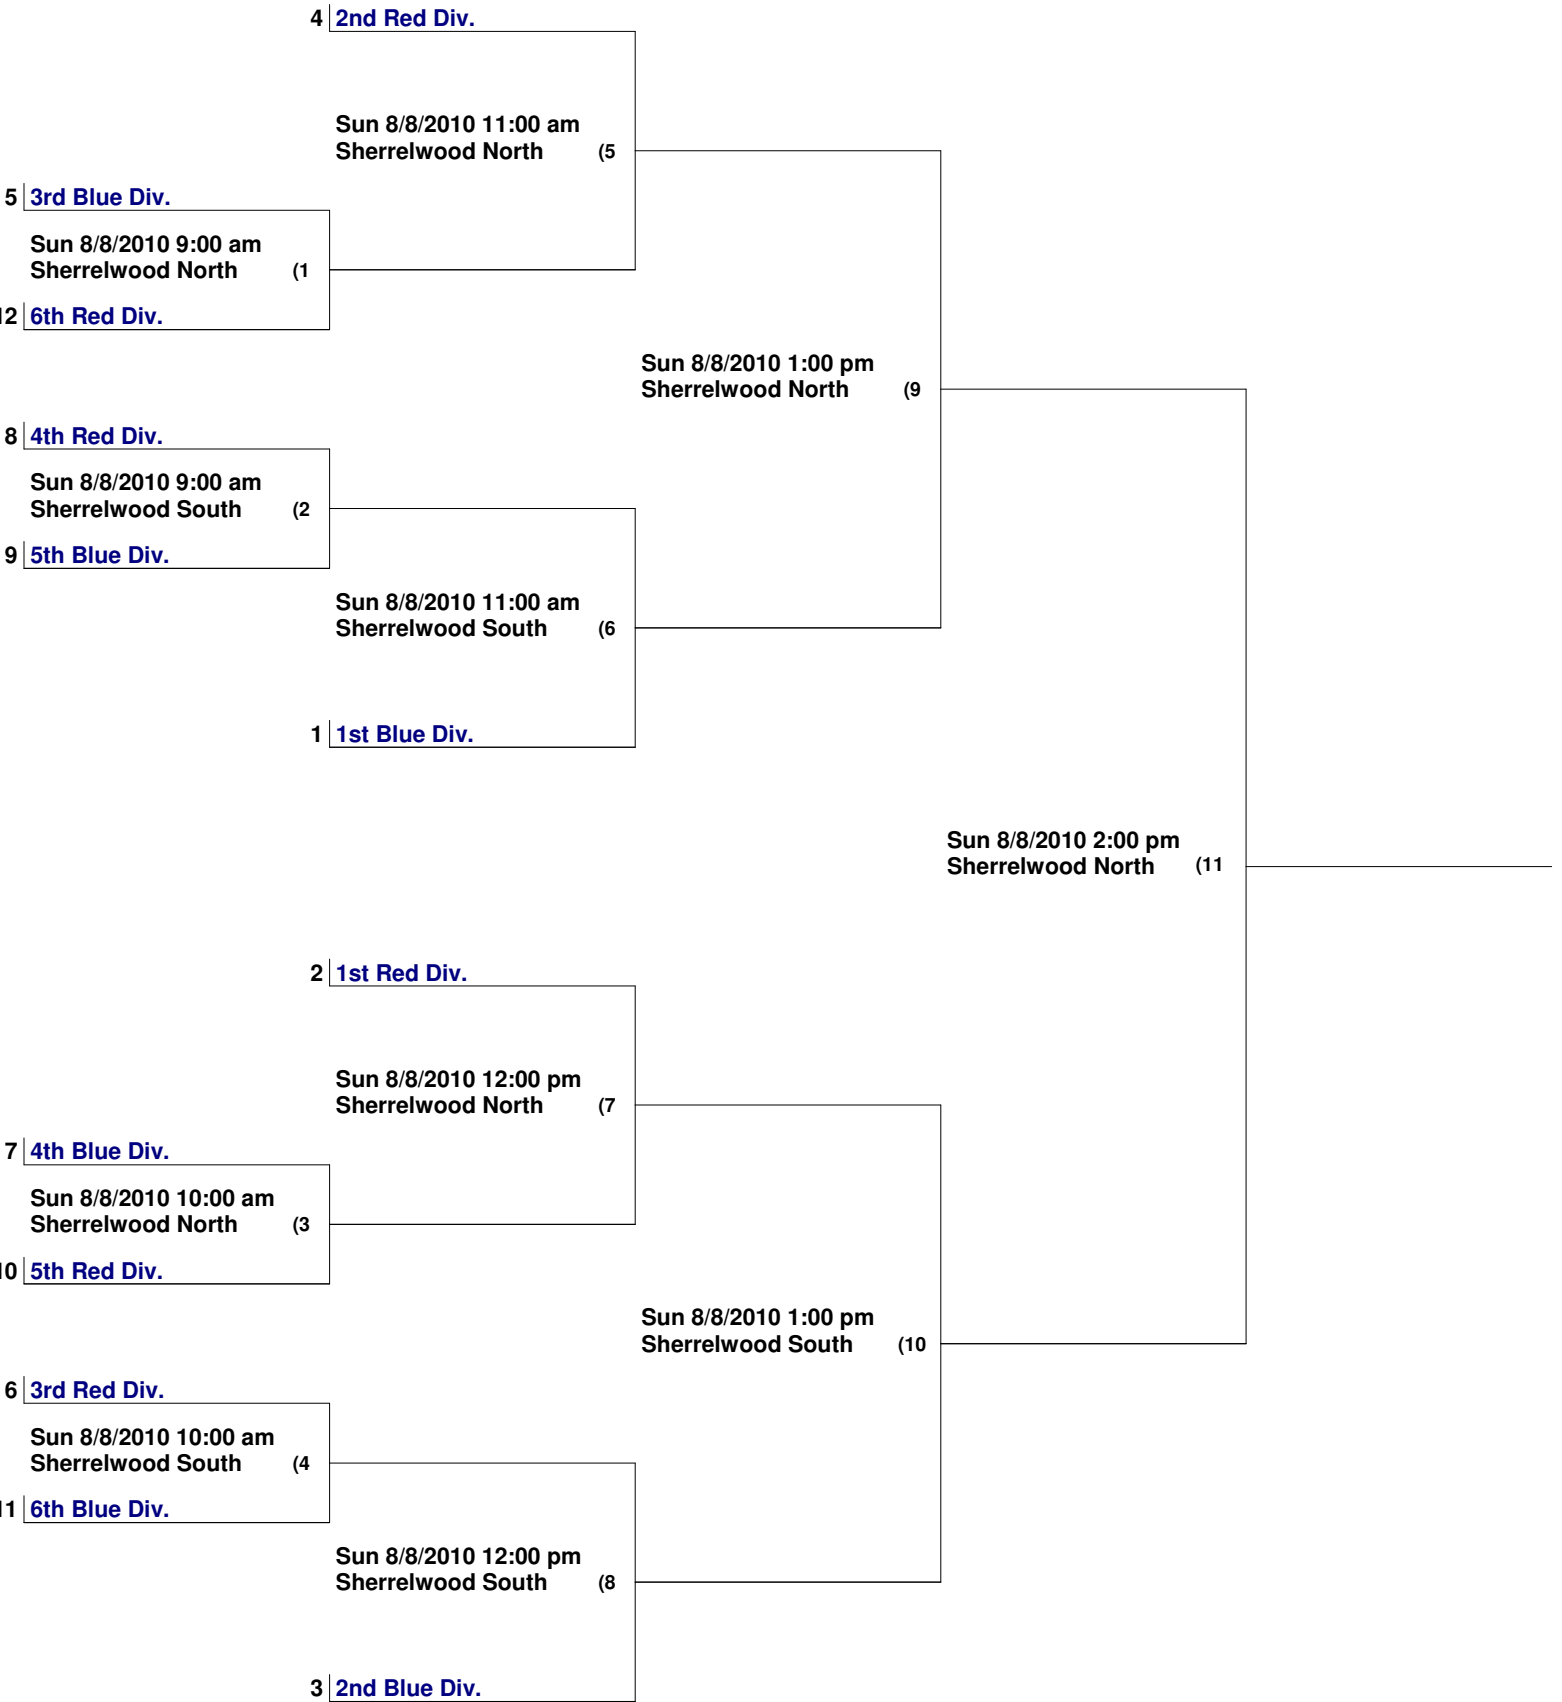 4 2nd Red Div.
Sun 8/8/2010 11:00 am
Sherrelwood North (5
5 3rd Blue Div.
Sun 8/8/2010 9:00 am
Sherrelwood North (1
12 6th Red Div.
Sun 8/8/2010 1:00 pm
Sherrelwood North (9
8 4th Red Div.
Sun 8/8/2010 9:00 am
Sherrelwood South (2
9 5th Blue Div.
Sun 8/8/2010 11:00 am
Sherrelwood South (6
1 1st Blue Div.
Sun 8/8/2010 2:00 pm
Sherrelwood North (11
2 1st Red Div.
Sun 8/8/2010 12:00 pm
Sherrelwood North (7
7 4th Blue Div.
Sun 8/8/2010 10:00 am
Sherrelwood North (3
10 5th Red Div.
Sun 8/8/2010 1:00 pm
Sherrelwood South (10
6 3rd Red Div.
Sun 8/8/2010 10:00 am
Sherrelwood South (4
11 6th Blue Div.
Sun 8/8/2010 12:00 pm
Sherrelwood South (8
3 2nd Blue Div.